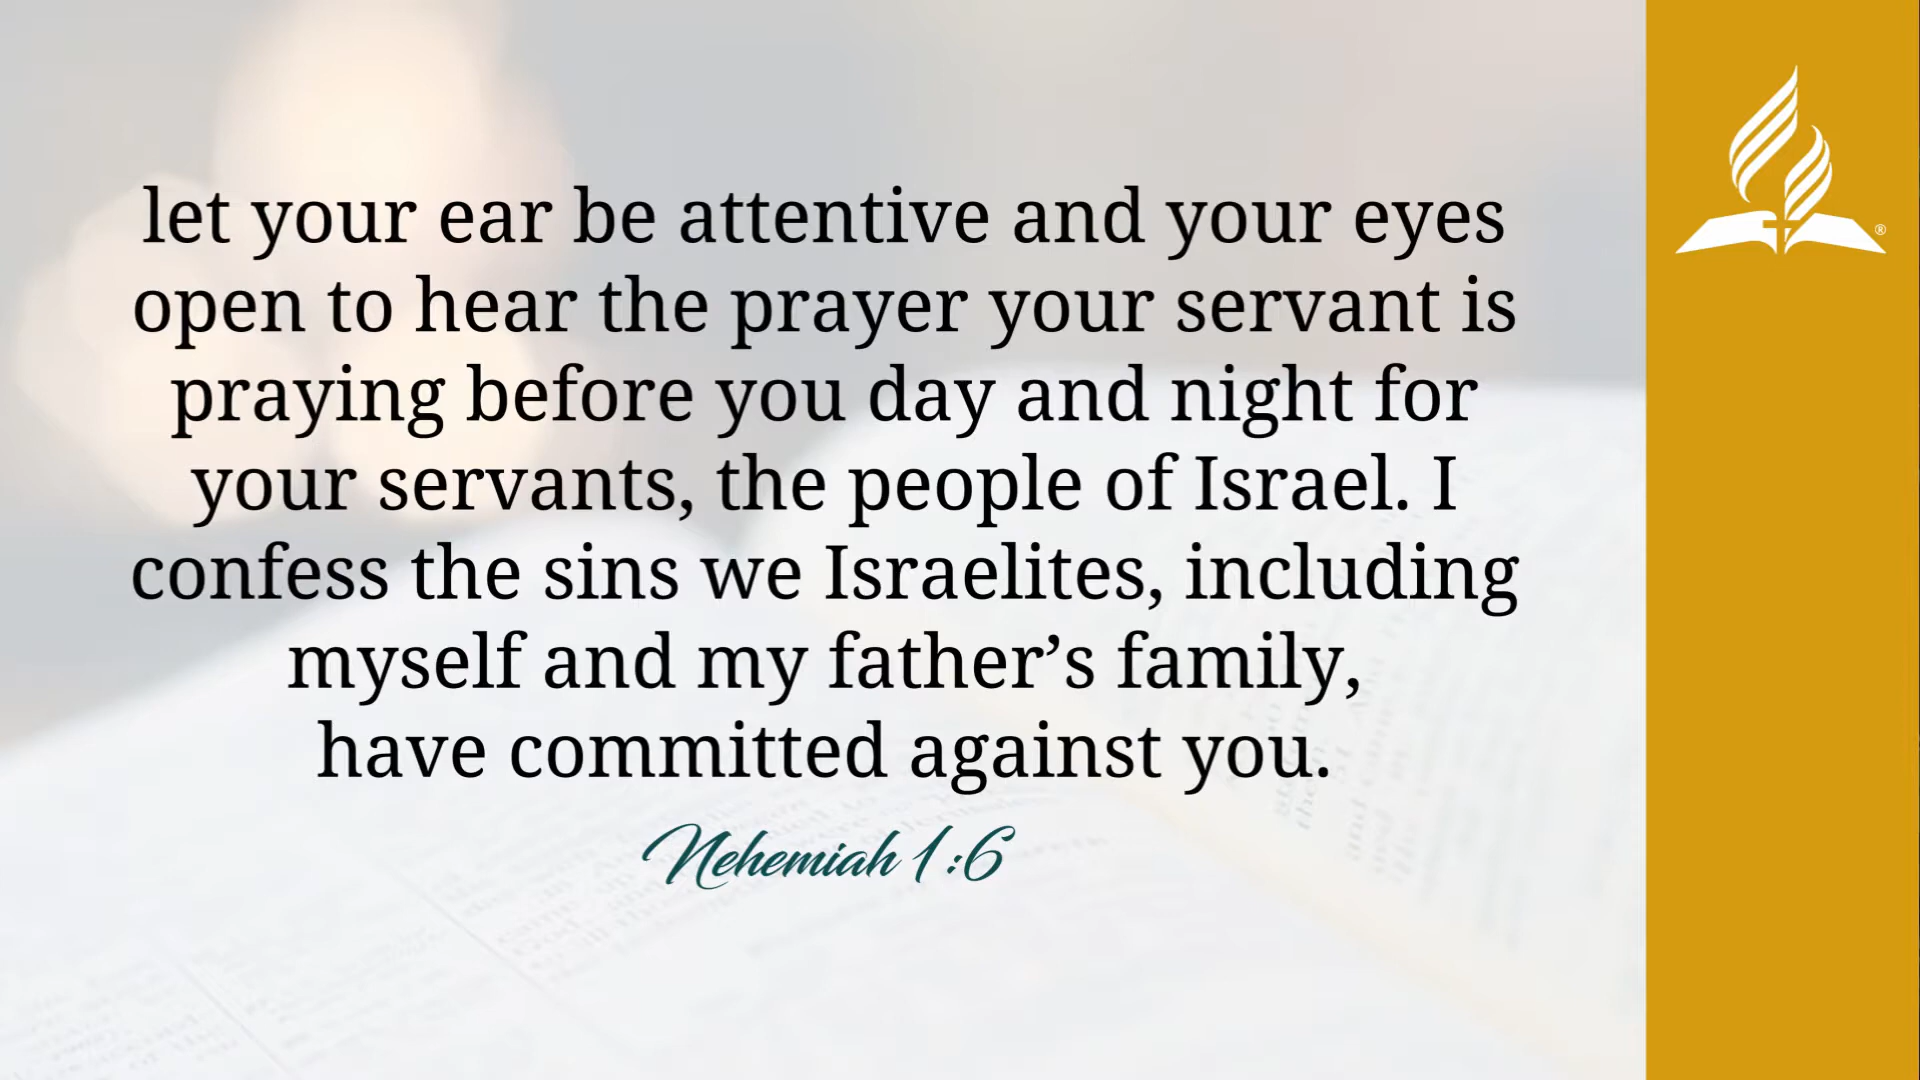 let your ear be attentive and your eyes
open to hear the prayer your servant is
praying before you day and night for
your servants, the people of Israel. I
confess the sins we Israelites, including
myself and my father’s family,
have committed against you.
Nehemiah 1:6
®